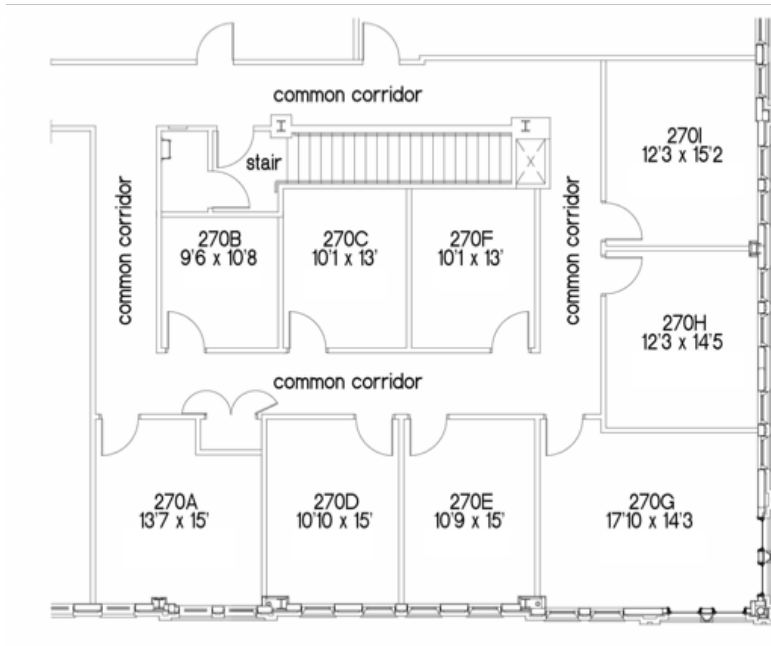 common corridor
270I
12'3 x 15'2
stair
common corridor
common corridor
270B
9'6 x 10'8
270C
10'1 x 13'
270F
10'1 x 13'
270H
12'3 x 14'5
common corridor
270A
13'7 x 15'
270D
10'10 x 15'
270E
10'9 x 15'
270G
17'10 x 14'3